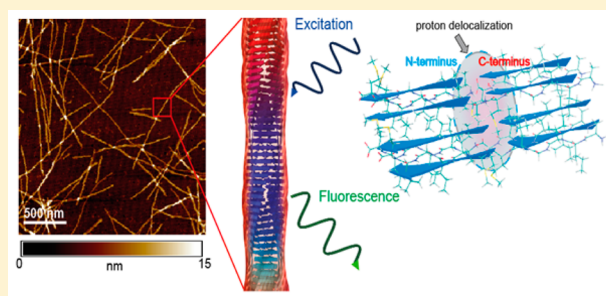 500 nm
0
15
nm
Excitation
Fluorescence
proton delocalization
N-terminus
C-terminus